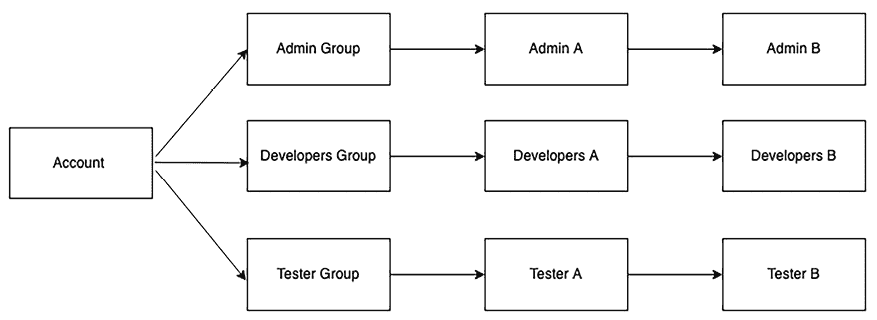 Admin Group
Admin A
Admin B
Account
Developers Group
Developers A
Developers B
Tester Group
Tester A
Tester B